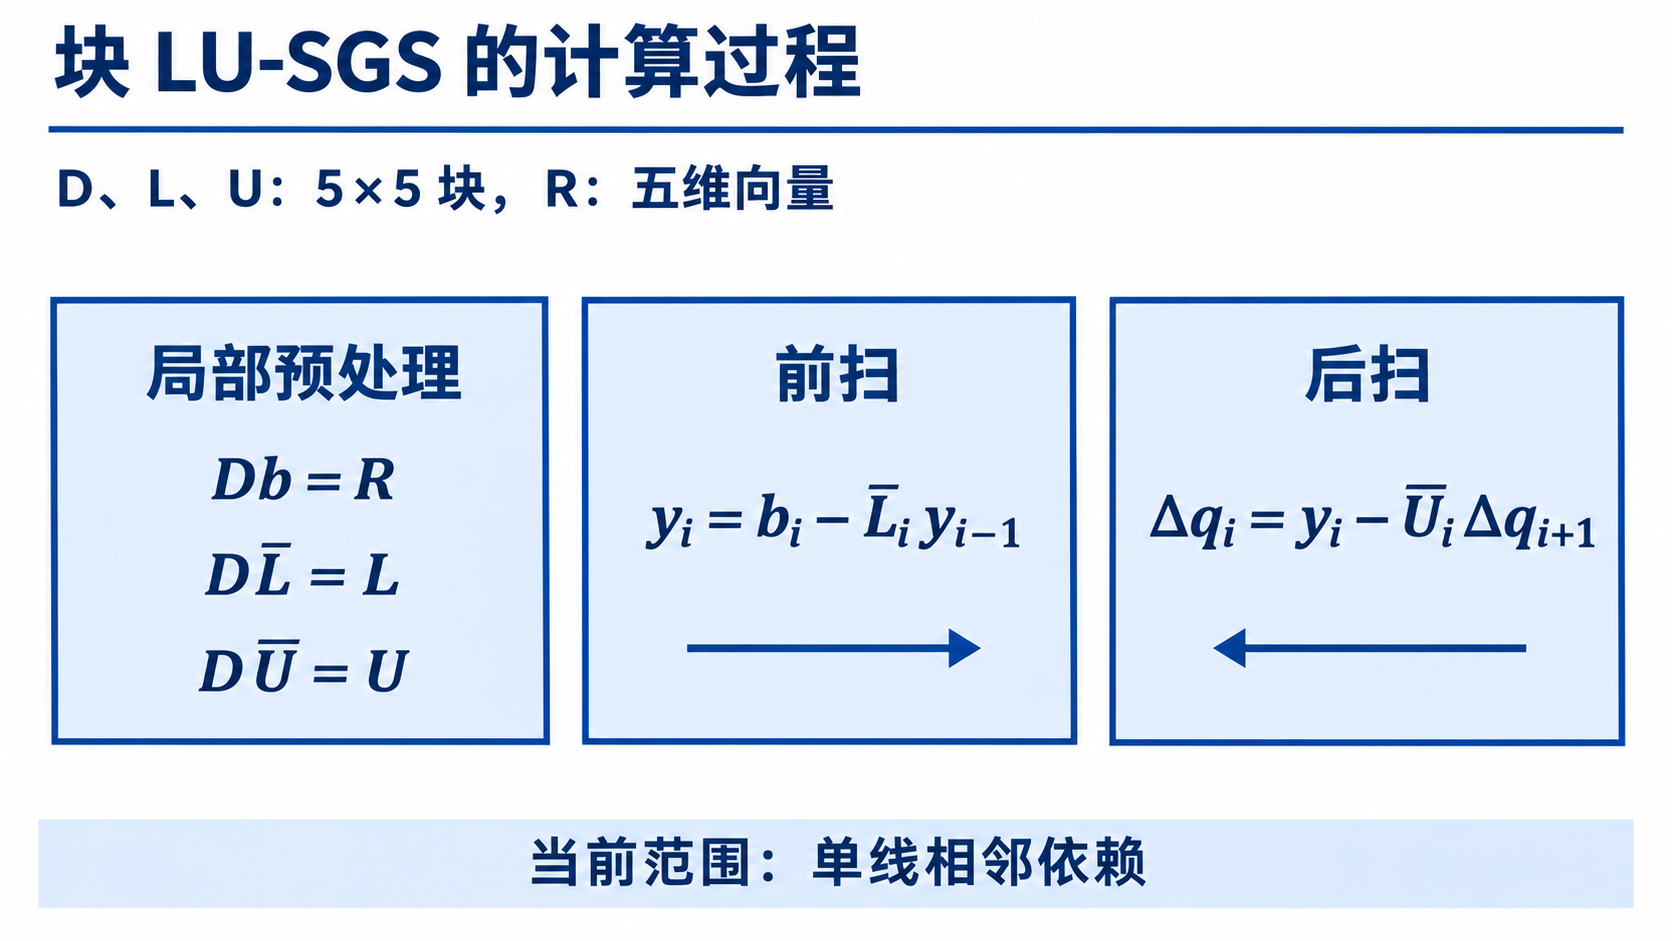 块 LU-SGS 的计算过程
D、L、U：5×5 块，R：五维向量
局部预处理
Db = R
DL̅ = L
DU̅ = U
前扫
yᵢ = bᵢ − L̅ᵢ yᵢ₋₁
后扫
Δqᵢ = yᵢ − U̅ᵢ Δqᵢ₊₁
当前范围：单线相邻依赖